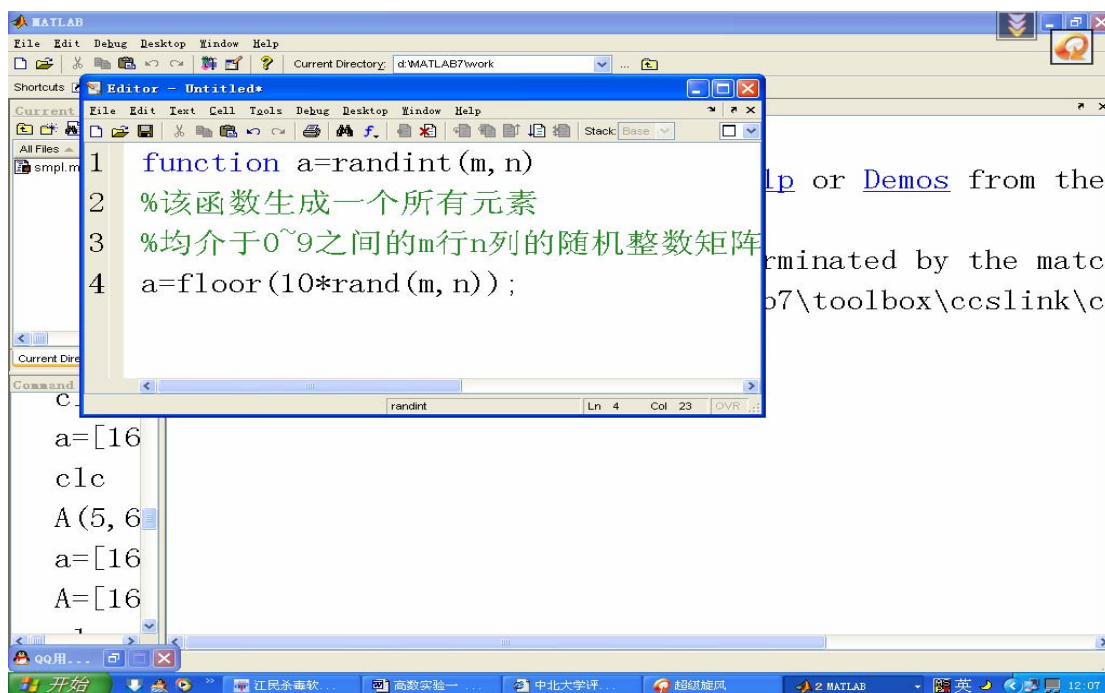 MATLAB
File Edit Debug Desktop Window Help
Current Directory: d:\MATLAB7\work
Shortcuts
Editor - Untitled*
Current
File Edit Text Cell Tools Debug Desktop Window Help
Stack: Base
All Files
smpl.m
1 function a=randint(m,n)
2 %该函数生成一个所有元素
3 %均介于0~9之间的m行n列的随机整数矩阵
4 a=floor(10*rand(m,n));
lp or Demos from the
rminated by the matc
b7\toolbox\ccslink\c
Current Dire
Command
randint Ln 4 Col 23 OVR
a=[16
clc
A(5,6
a=[16
A=[16
QQ用...
开始 江民杀毒软... 高数实验一 ... 中北大学评... 超级旋风 2 MATLAB 英 12:07